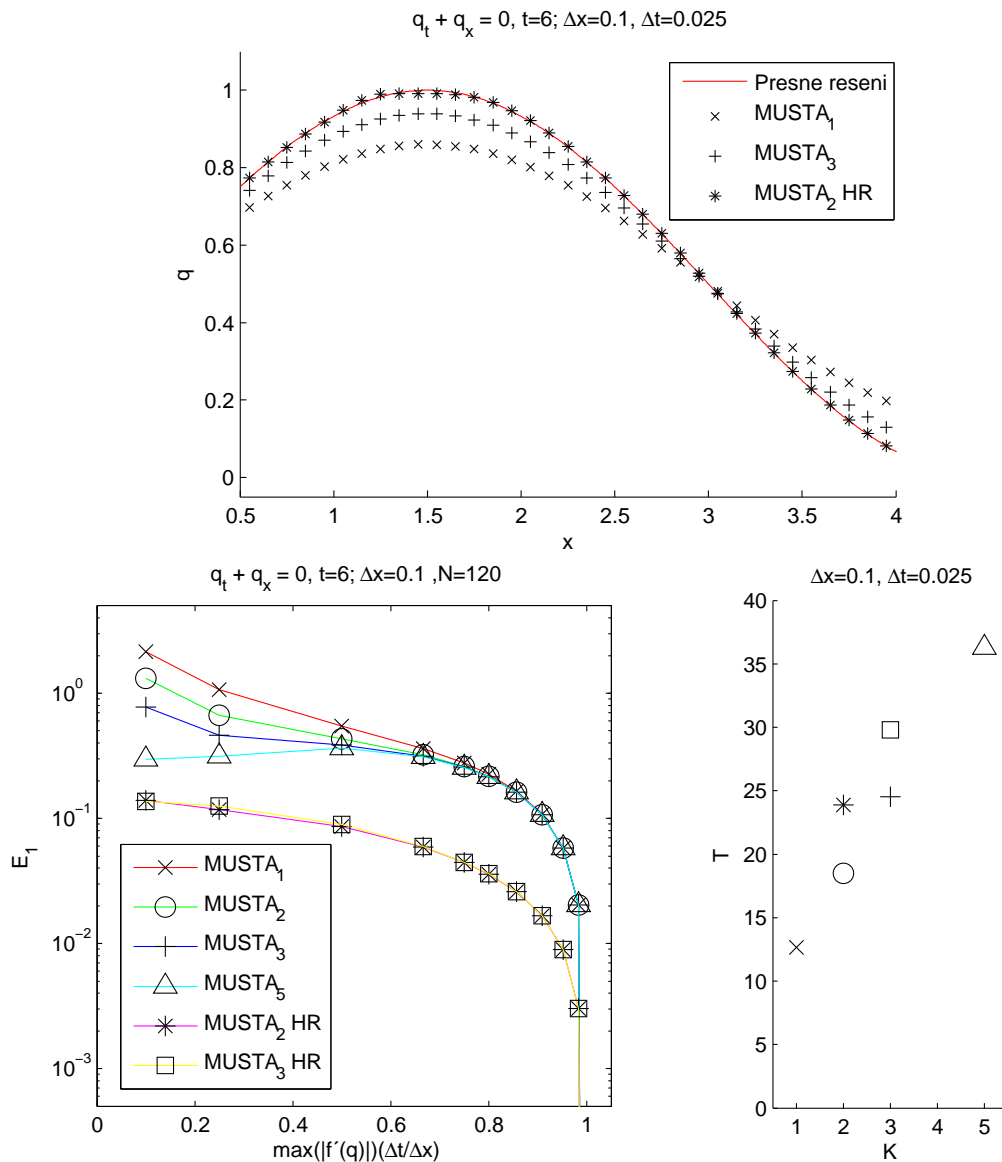 q_t + q_x = 0, t=6; Δx=0.1, Δt=0.025
Presne reseni
MUSTA_1
MUSTA_3
MUSTA_2 HR
1
0.8
0.6
0.4
0.2
0
q
0.5 1 1.5 2 2.5 3 3.5 4
x
q_t + q_x = 0, t=6; Δx=0.1 ,N=120
10^0
10^{-1}
10^{-2}
10^{-3}
E_1
MUSTA_1
MUSTA_2
MUSTA_3
MUSTA_5
MUSTA_2 HR
MUSTA_3 HR
0 0.2 0.4 0.6 0.8 1
max(|f´(q)|)(Δt/Δx)
Δx=0.1, Δt=0.025
40
35
30
25
20
15
10
5
0
T
1 2 3 4 5
K